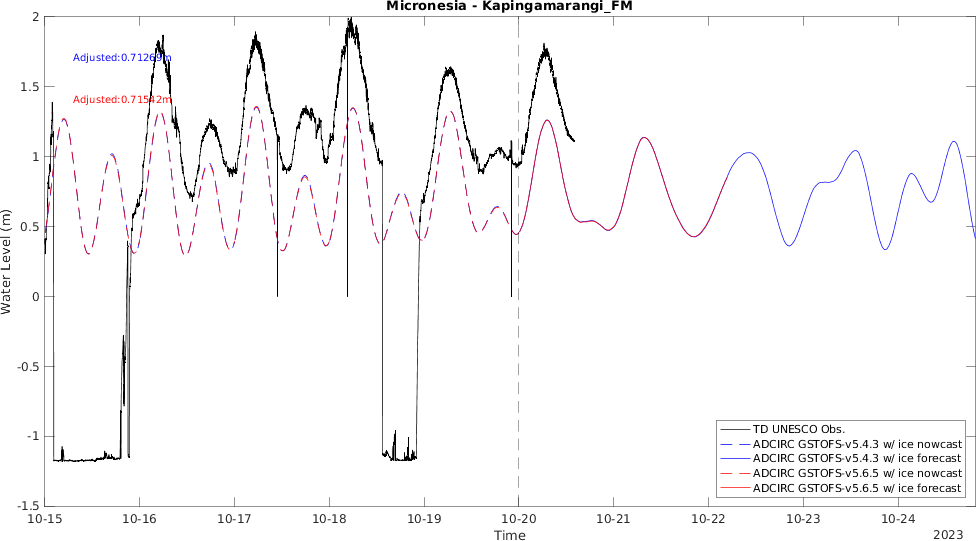 Micronesia - Kapingamarangi_FM
2
1.5
1
0.5
0
-0.5
-1
-1.5
Water Level (m)
Adjusted:0.71269m
Adjusted:0.71542m
TD UNESCO Obs.
ADCIRC GSTOFS-v5.4.3 w/ ice nowcast
ADCIRC GSTOFS-v5.4.3 w/ ice forecast
ADCIRC GSTOFS-v5.6.5 w/ ice nowcast
ADCIRC GSTOFS-v5.6.5 w/ ice forecast
10-15 10-16 10-17 10-18 10-19 10-20 10-21 10-22 10-23 10-24
Time
2023